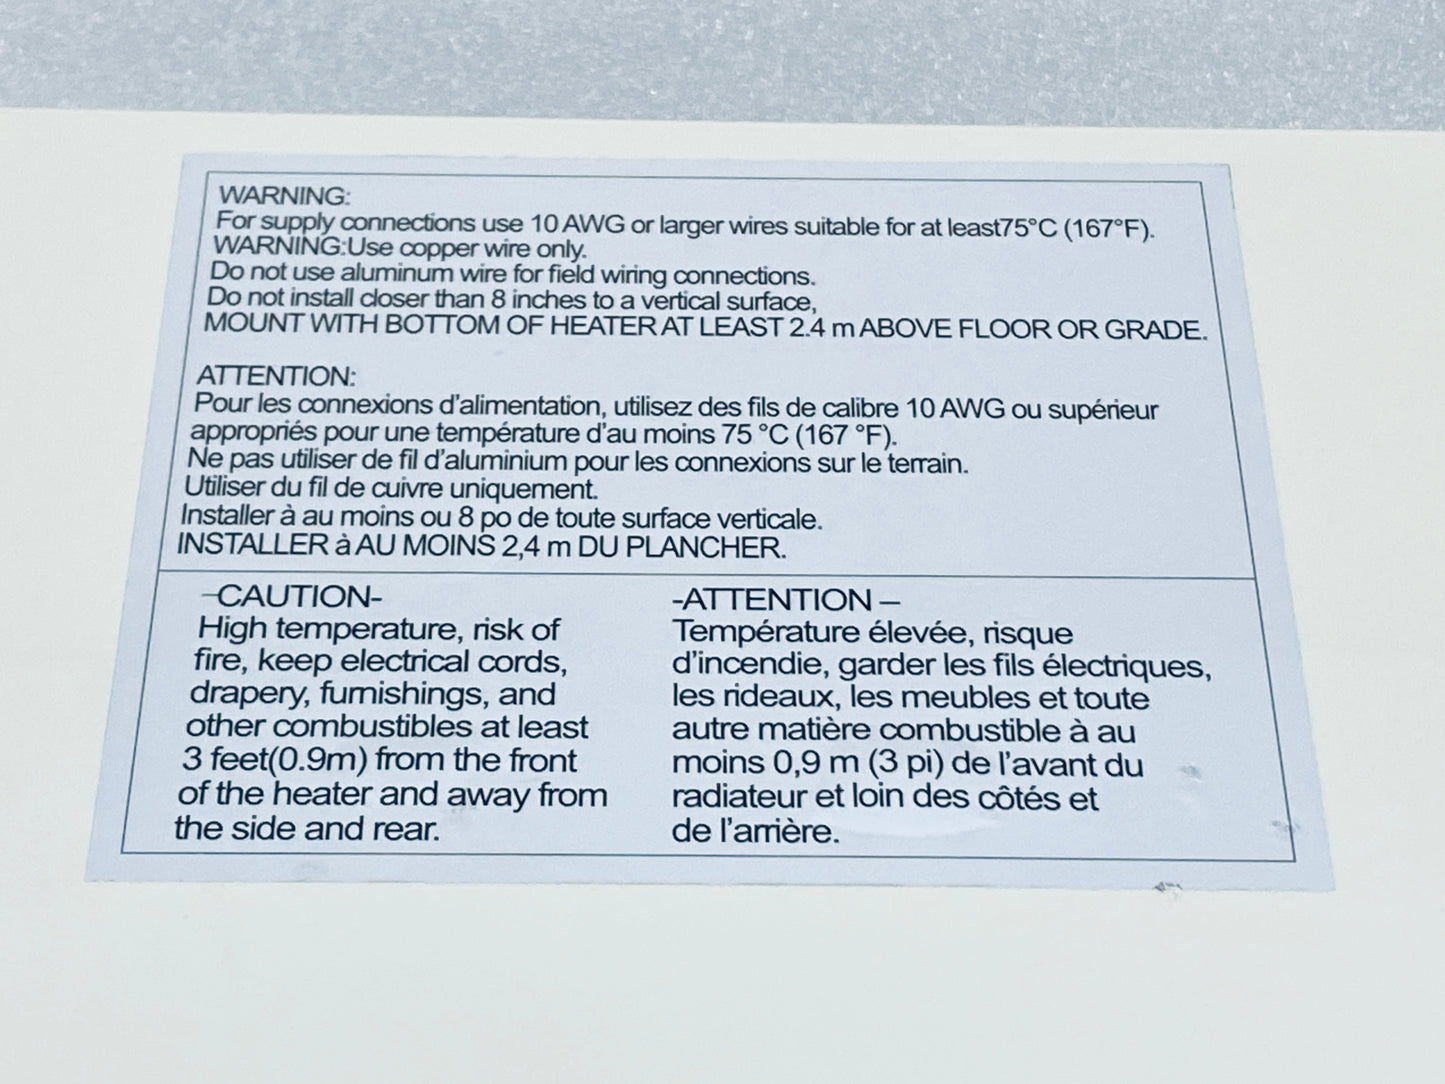 WARNING:
For supply connections use 10 AWG or larger wires suitable for at least75°C (167°F).
WARNING:Use copper wire only.
Do not use aluminum wire for field wiring connections.
Do not install closer than 8 inches to a vertical surface,
MOUNT WITH BOTTOM OF HEATER AT LEAST 2.4 m ABOVE FLOOR OR GRADE.
ATTENTION:
Pour les connexions d'alimentation, utilisez des fils de calibre 10 AWG ou supérieur
appropriés pour une température d'au moins 75 °C (167 °F).
Ne pas utiliser de fil d'aluminium pour les connexions sur le terrain.
Utiliser du fil de cuivre uniquement.
Installer à au moins ou 8 po de toute surface verticale.
INSTALLER à AU MOINS 2,4 m DU PLANCHER.
–CAUTION-
High temperature, risk of
fire, keep electrical cords,
drapery, furnishings, and
other combustibles at least
3 feet(0.9m) from the front
of the heater and away from
the side and rear.
-ATTENTION –
Température élevée, risque
d'incendie, garder les fils électriques,
les rideaux, les meubles et toute
autre matière combustible à au
moins 0,9 m (3 pi) de l'avant du
radiateur et loin des côtés et
de l'arrière.